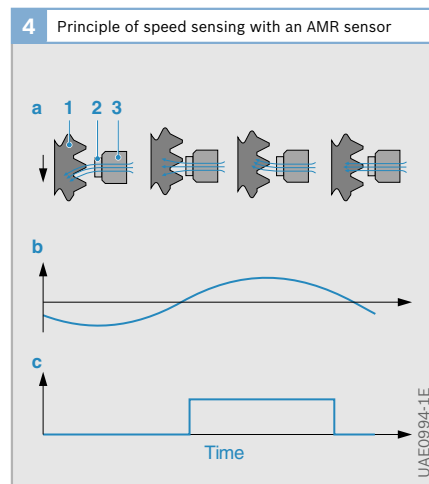 4 Principle of speed sensing with an AMR sensor
a 1 2 3
b
c
Time
UAE0994-1E